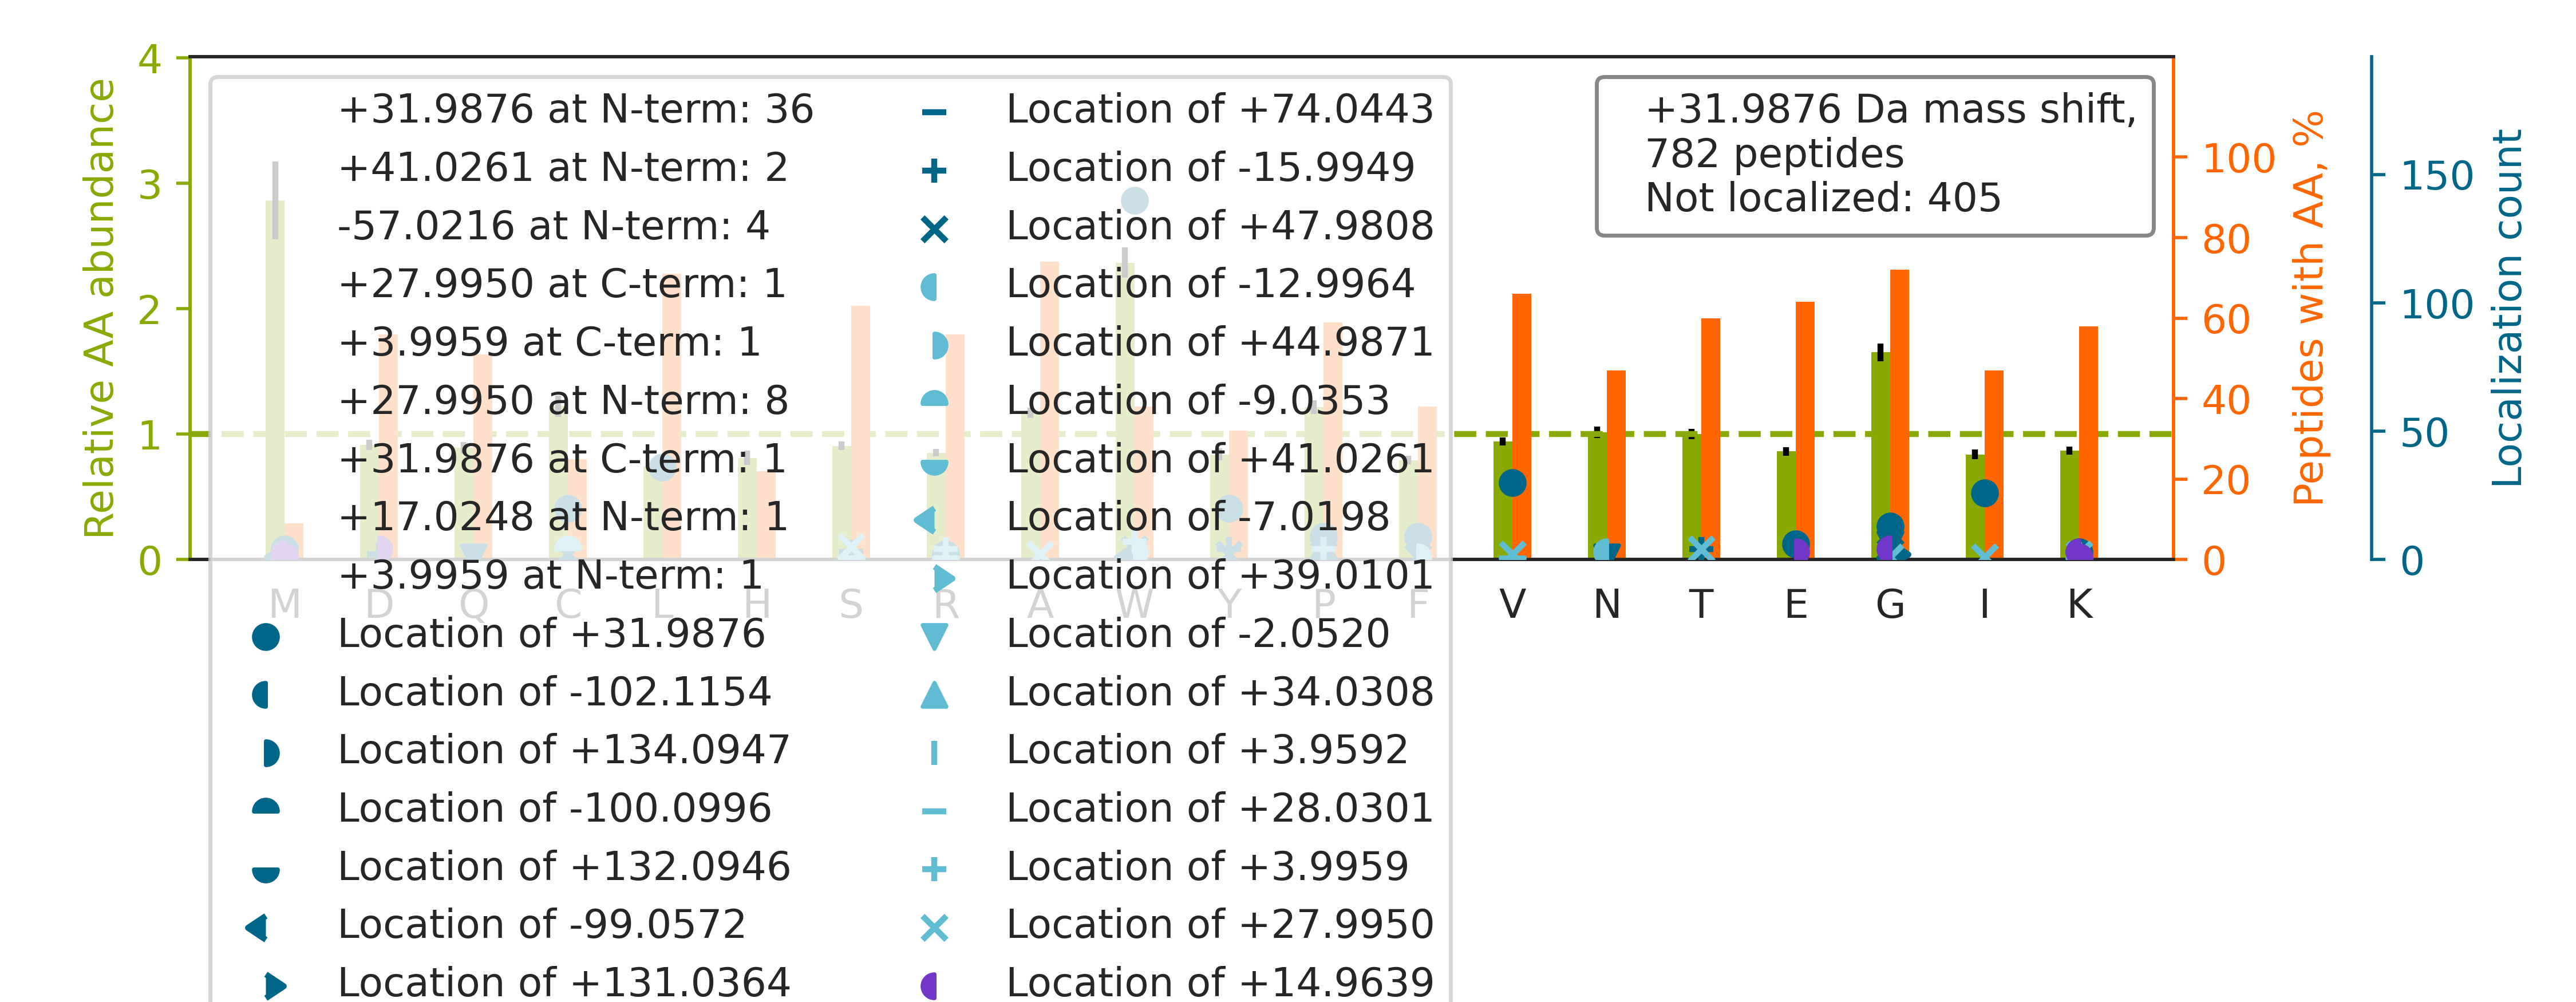 Relative AA abundance
4
3
2
1
0
+31.9876 at N-term: 36
+41.0261 at N-term: 2
-57.0216 at N-term: 4
+27.9950 at C-term: 1
+3.9959 at C-term: 1
+27.9950 at N-term: 8
+31.9876 at C-term: 1
+17.0248 at N-term: 1
+3.9959 at N-term: 1
Location of +31.9876
Location of -102.1154
Location of +134.0947
Location of -100.0996
Location of +132.0946
Location of -99.0572
Location of +131.0364
Location of +74.0443
Location of -15.9949
Location of +47.9808
Location of -12.9964
Location of +44.9871
Location of -9.0353
Location of +41.0261
Location of -7.0198
Location of +39.0101
Location of -2.0520
Location of +34.0308
Location of +3.9592
Location of +28.0301
Location of +3.9959
Location of +27.9950
Location of +14.9639
+31.9876 Da mass shift,
782 peptides
Not localized: 405
M D Q C L H S R A W Y P F V N T E G I K
100
80
60
40
20
0
Peptides with AA, %
150
100
50
0
Localization count